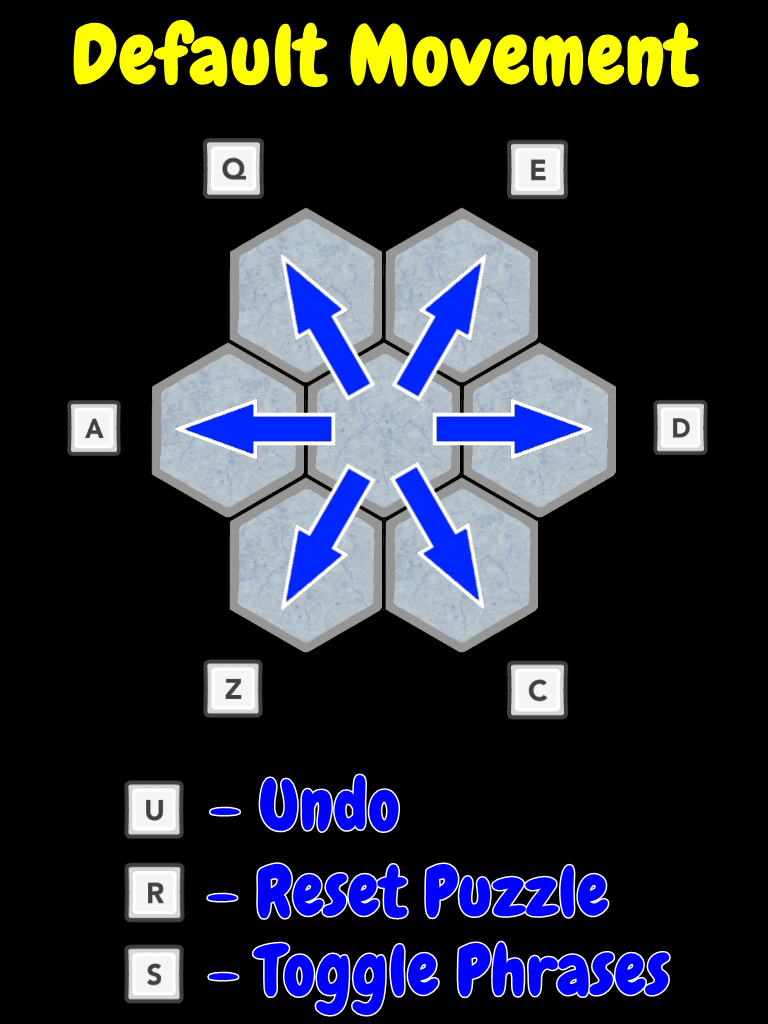 Default Movement
Q
E
A
D
Z
C
U - Undo
R - Reset Puzzle
S - Toggle Phrases